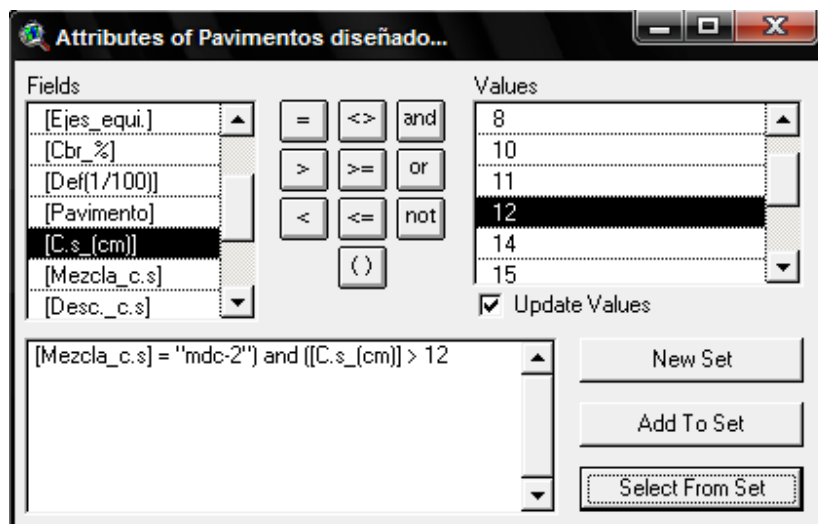 Attributes of Pavimentos diseñado...
Fields
Values
[Ejes_equi.]
[Cbr_%]
[Def(1/100)]
[Pavimento]
[C.s_(cm)]
[Mezcla_c.s]
[Desc._c.s]
= <> and
> >= or
< <= not
()
8
10
11
12
14
15
Update Values
[Mezcla_c.s] = "mdc-2") and ([C.s_(cm)] > 12
New Set
Add To Set
Select From Set